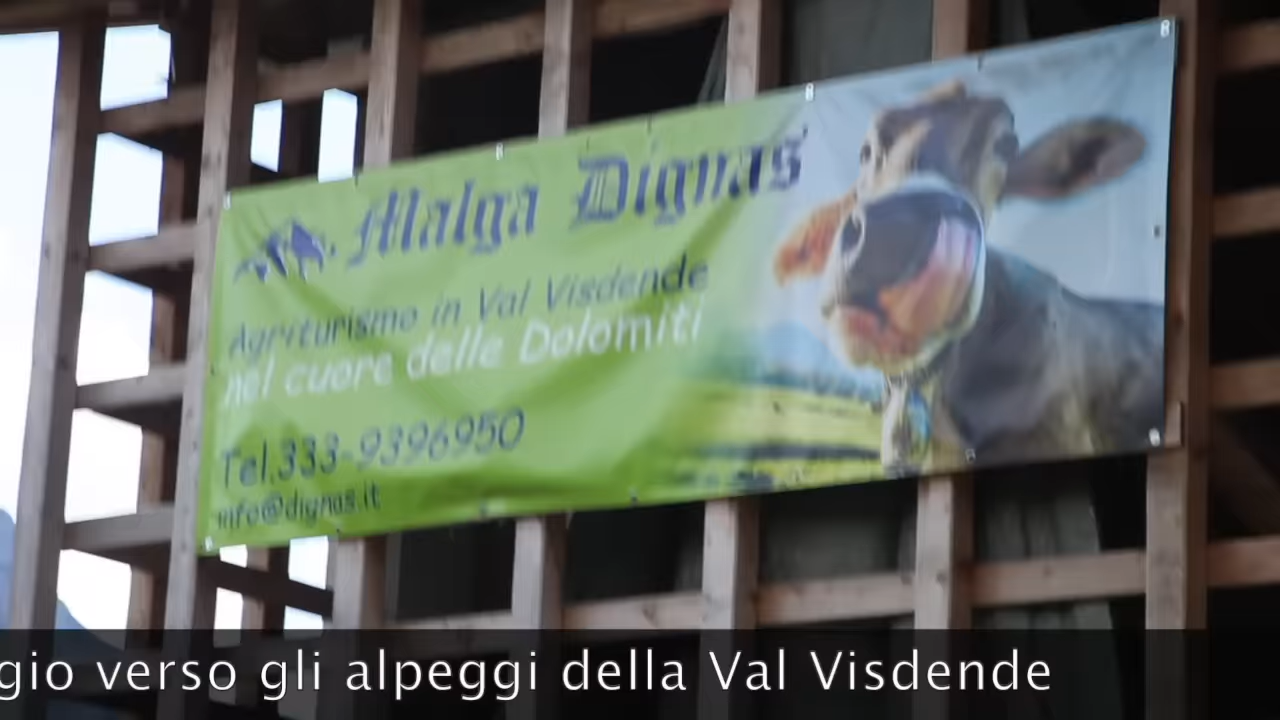 Malga Dignas
Agriturismo in Val Visdende
nel cuore delle Dolomiti
Tel.333-9396950
info@dignas.it
gio verso gli alpeggi della Val Visdende